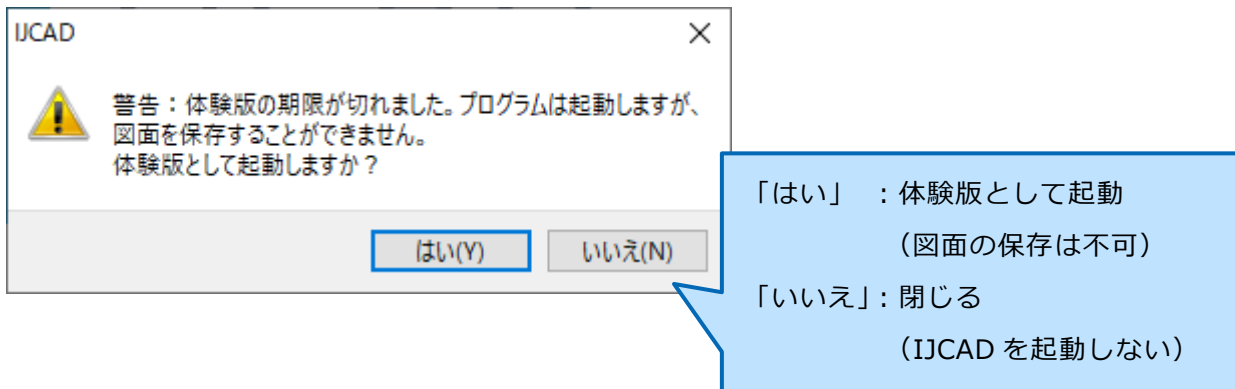 IJCAD
警告：体験版の期限が切れました。プログラムは起動しますが、
図面を保存することができません。
体験版として起動しますか？
はい(Y)
いいえ(N)
「はい」 ：体験版として起動
（図面の保存は不可）
「いいえ」：閉じる
（IJCAD を起動しない）